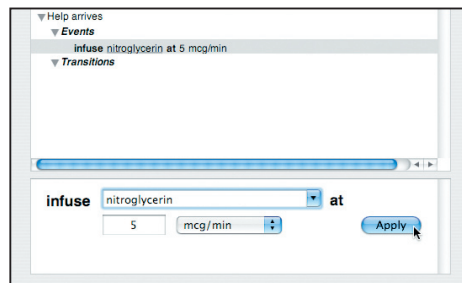 Help arrives
Events
infuse nitroglycerin at 5 mcg/min
Transitions
infuse nitroglycerin at
5 mcg/min Apply